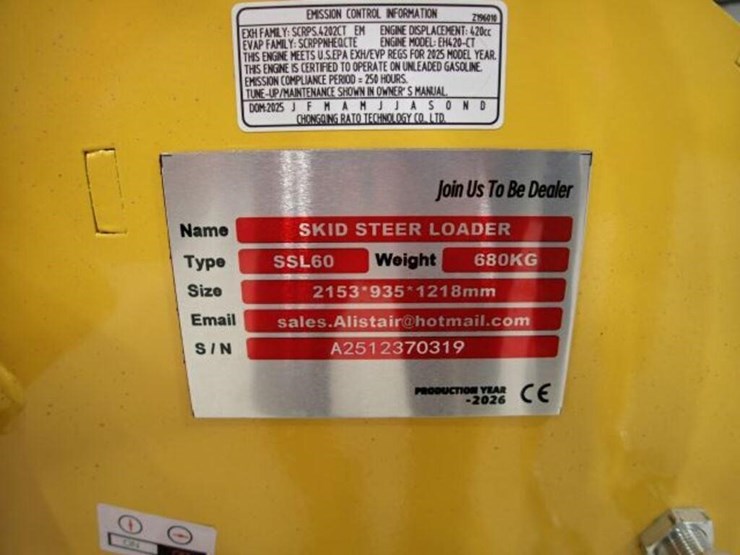 EMISSION CONTROL INFORMATION Z196010
EXH FAMILY: SCRPS.4202CT EM ENGINE DISPLACEMENT: 420cc
EVAP FAMILY: SCRPPNHEQCTE ENGINE MODEL: EH420-CT
THIS ENGINE MEETS U.S.EPA EXH/EVP REGS FOR 2025 MODEL YEAR.
THIS ENGINE IS CERTIFIED TO OPERATE ON UNLEADED GASOLINE.
EMISSION COMPLIANCE PERIOD = 250 HOURS.
TUNE-UP/MAINTENANCE SHOWN IN OWNER'S MANUAL.
DOM:2025 J F M A M J J A S O N D
CHONGQING RATO TECHNOLOGY CO., LTD.
Join Us To Be Dealer
Name SKID STEER LOADER
Type SSL60 Weight 680KG
Size 2153*935*1218mm
Email sales.Alistair@hotmail.com
S/N A2512370319
PRODUCTION YEAR
-2026 CE
ON